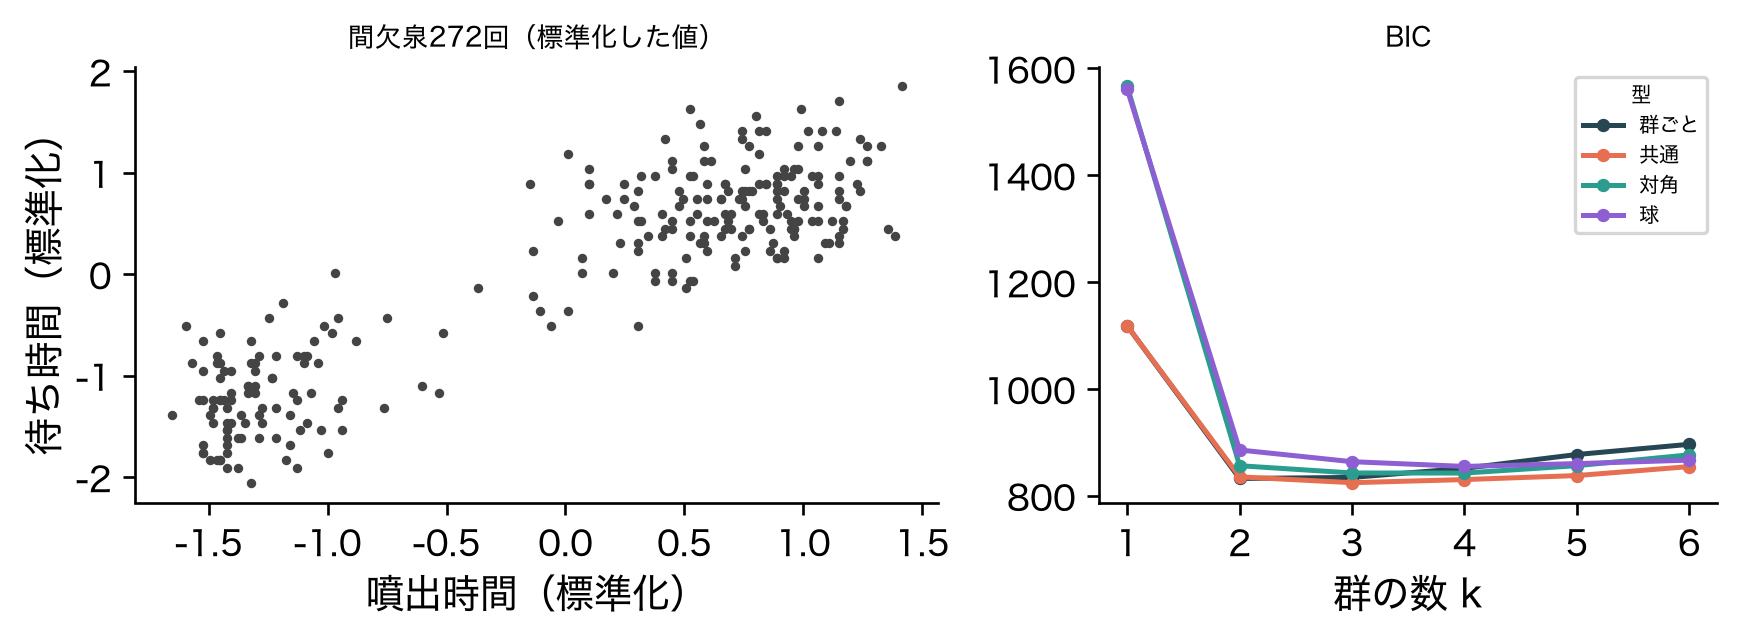 間欠泉272回（標準化した値）
2
1
0
-1
-2
待ち時間（標準化）
-1.5 -1.0 -0.5 0.0 0.5 1.0 1.5
噴出時間（標準化）
BIC
1600
1400
1200
1000
800
型
群ごと
共通
対角
球
1 2 3 4 5 6
群の数 k